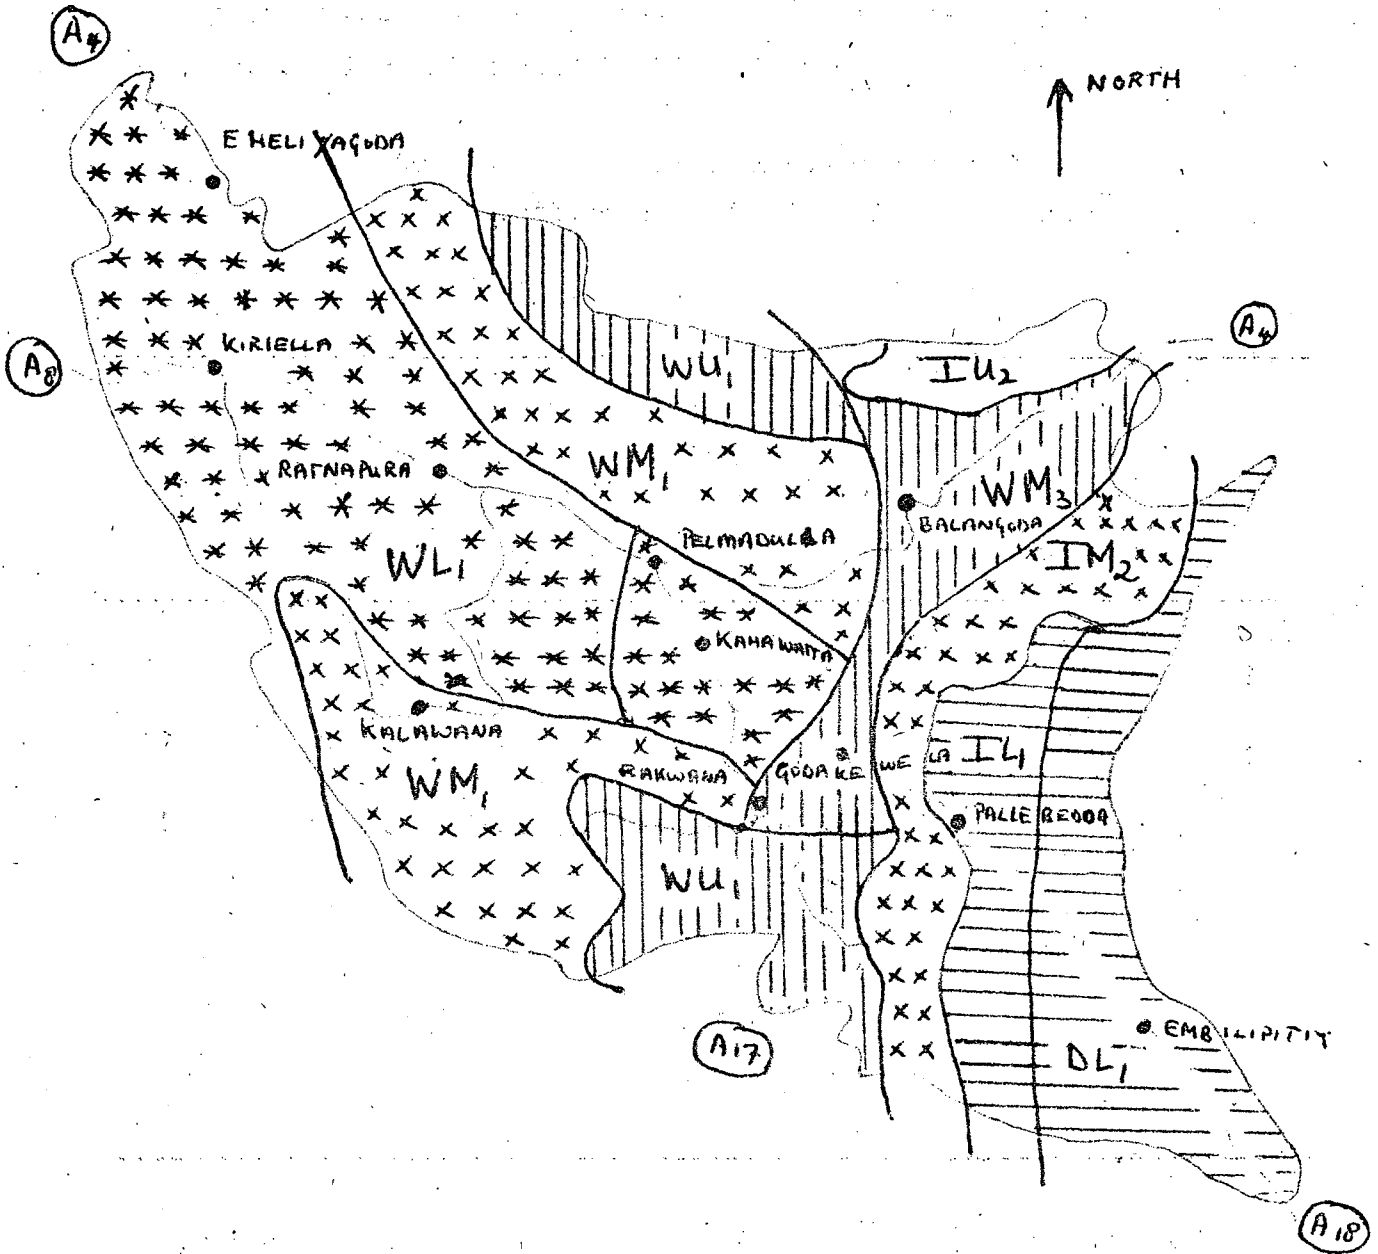 A4
NORTH
EHELIYAGODA
A4
A8
KIRIELLA
WU1
IU2
WM1
WM3
RATNAPURA
BALANGODA
PELMADULLA
IM2
WL1
KAHAWATTA
KALAWANA
WM1
RAKWANA
GODAKEWELA
IL1
PALLEBEDDA
WU1
A17
EMBILIPITIY
DL1
A18